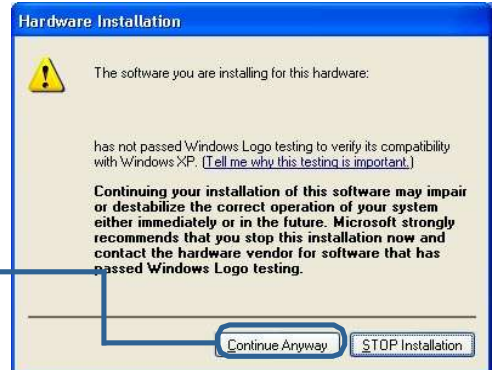 Hardware Installation
The software you are installing for this hardware:
has not passed Windows Logo testing to verify its compatibility
with Windows XP. (Tell me why this testing is important.)
Continuing your installation of this software may impair
or destabilize the correct operation of your system
either immediately or in the future. Microsoft strongly
recommends that you stop this installation now and
contact the hardware vendor for software that has
passed Windows Logo testing.
Continue Anyway
STOP Installation